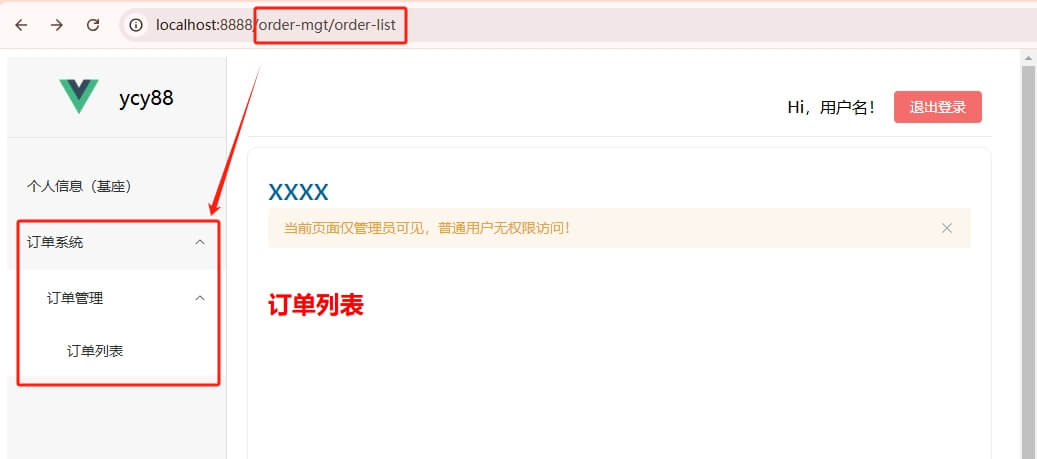 localhost:8888/order-mgt/order-list
ycy88
Hi，用户名！
退出登录
个人信息（基座）
订单系统
订单管理
订单列表
XXXX
当前页面仅管理员可见，普通用户无权限访问！
订单列表